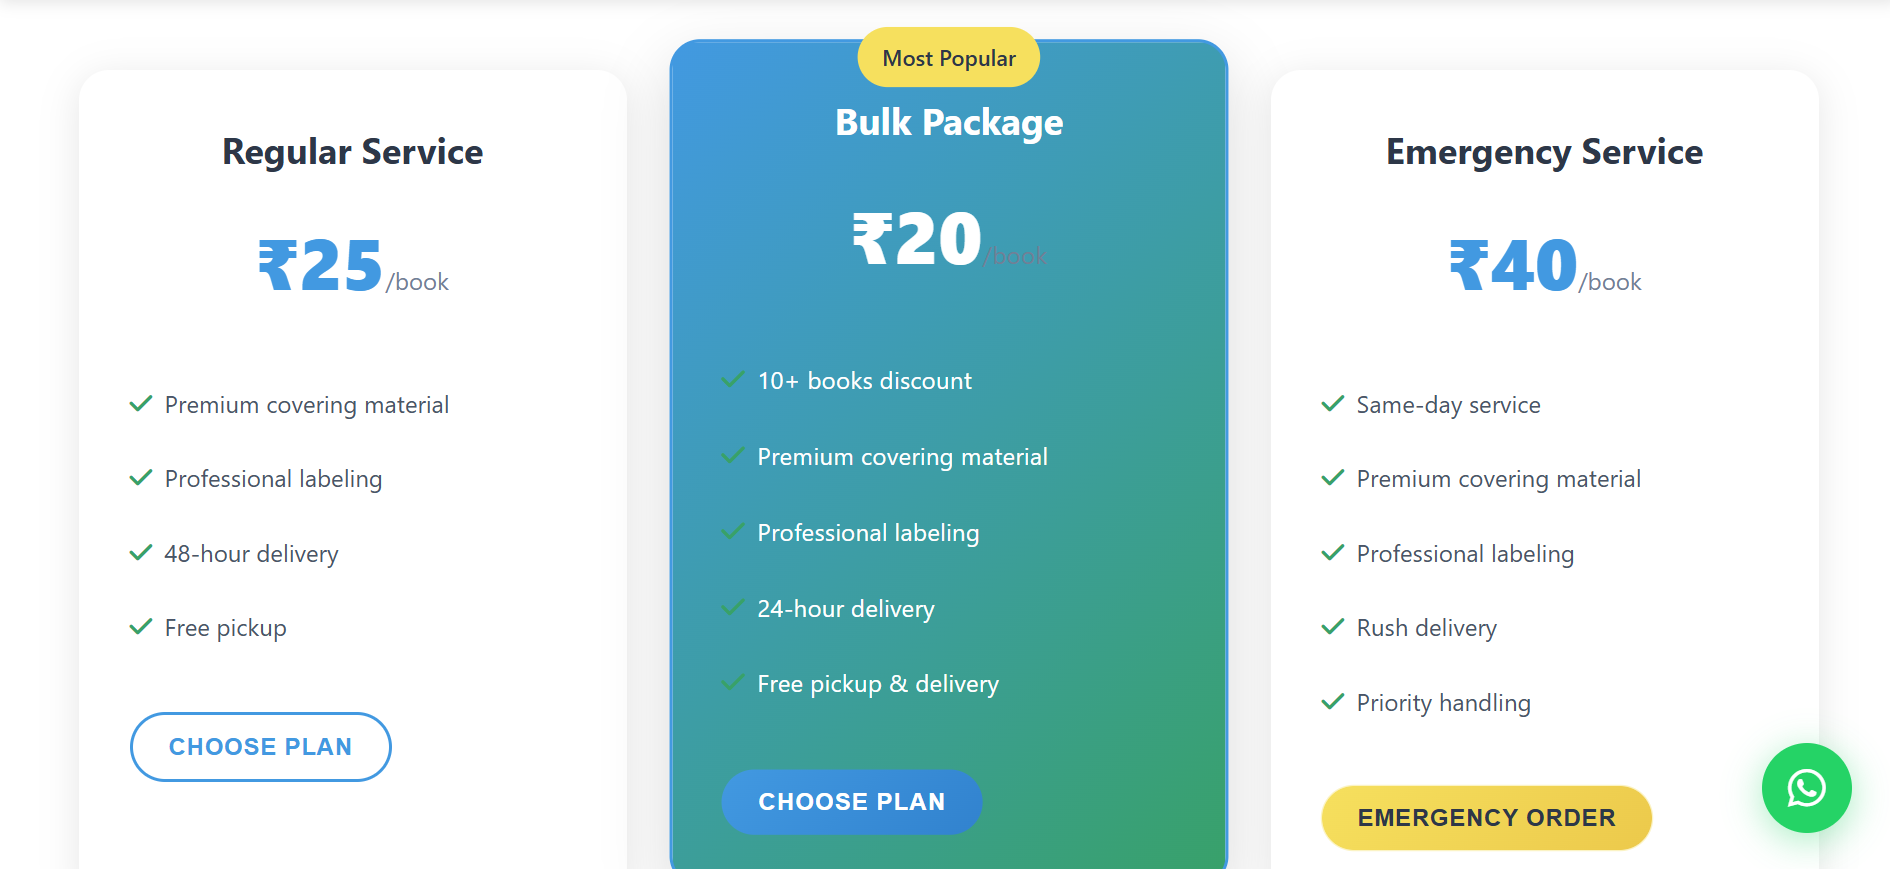 Regular Service
₹25/book
Premium covering material
Professional labeling
48-hour delivery
Free pickup
CHOOSE PLAN
Most Popular
Bulk Package
₹20/book
10+ books discount
Premium covering material
Professional labeling
24-hour delivery
Free pickup & delivery
CHOOSE PLAN
Emergency Service
₹40/book
Same-day service
Premium covering material
Professional labeling
Rush delivery
Priority handling
EMERGENCY ORDER